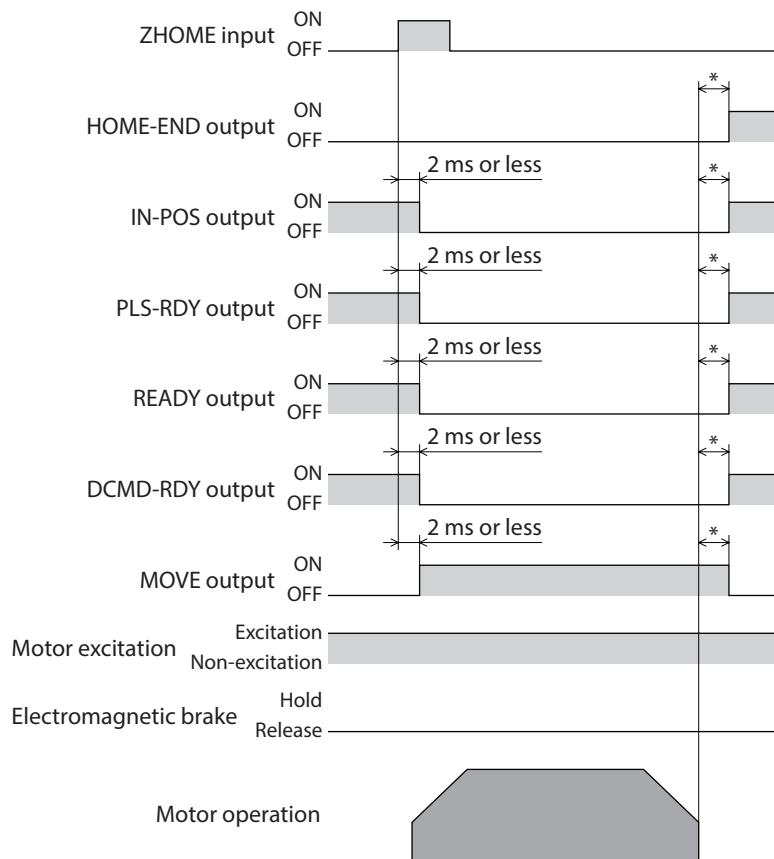 ZHOME input
ON
OFF
*
HOME-END output
ON
OFF
2 ms or less
*
IN-POS output
ON
OFF
2 ms or less
*
PLS-RDY output
ON
OFF
2 ms or less
*
READY output
ON
OFF
2 ms or less
*
DCMD-RDY output
ON
OFF
2 ms or less
*
MOVE output
ON
OFF
Motor excitation
Excitation
Non-excitation
Electromagnetic brake
Hold
Release
Motor operation